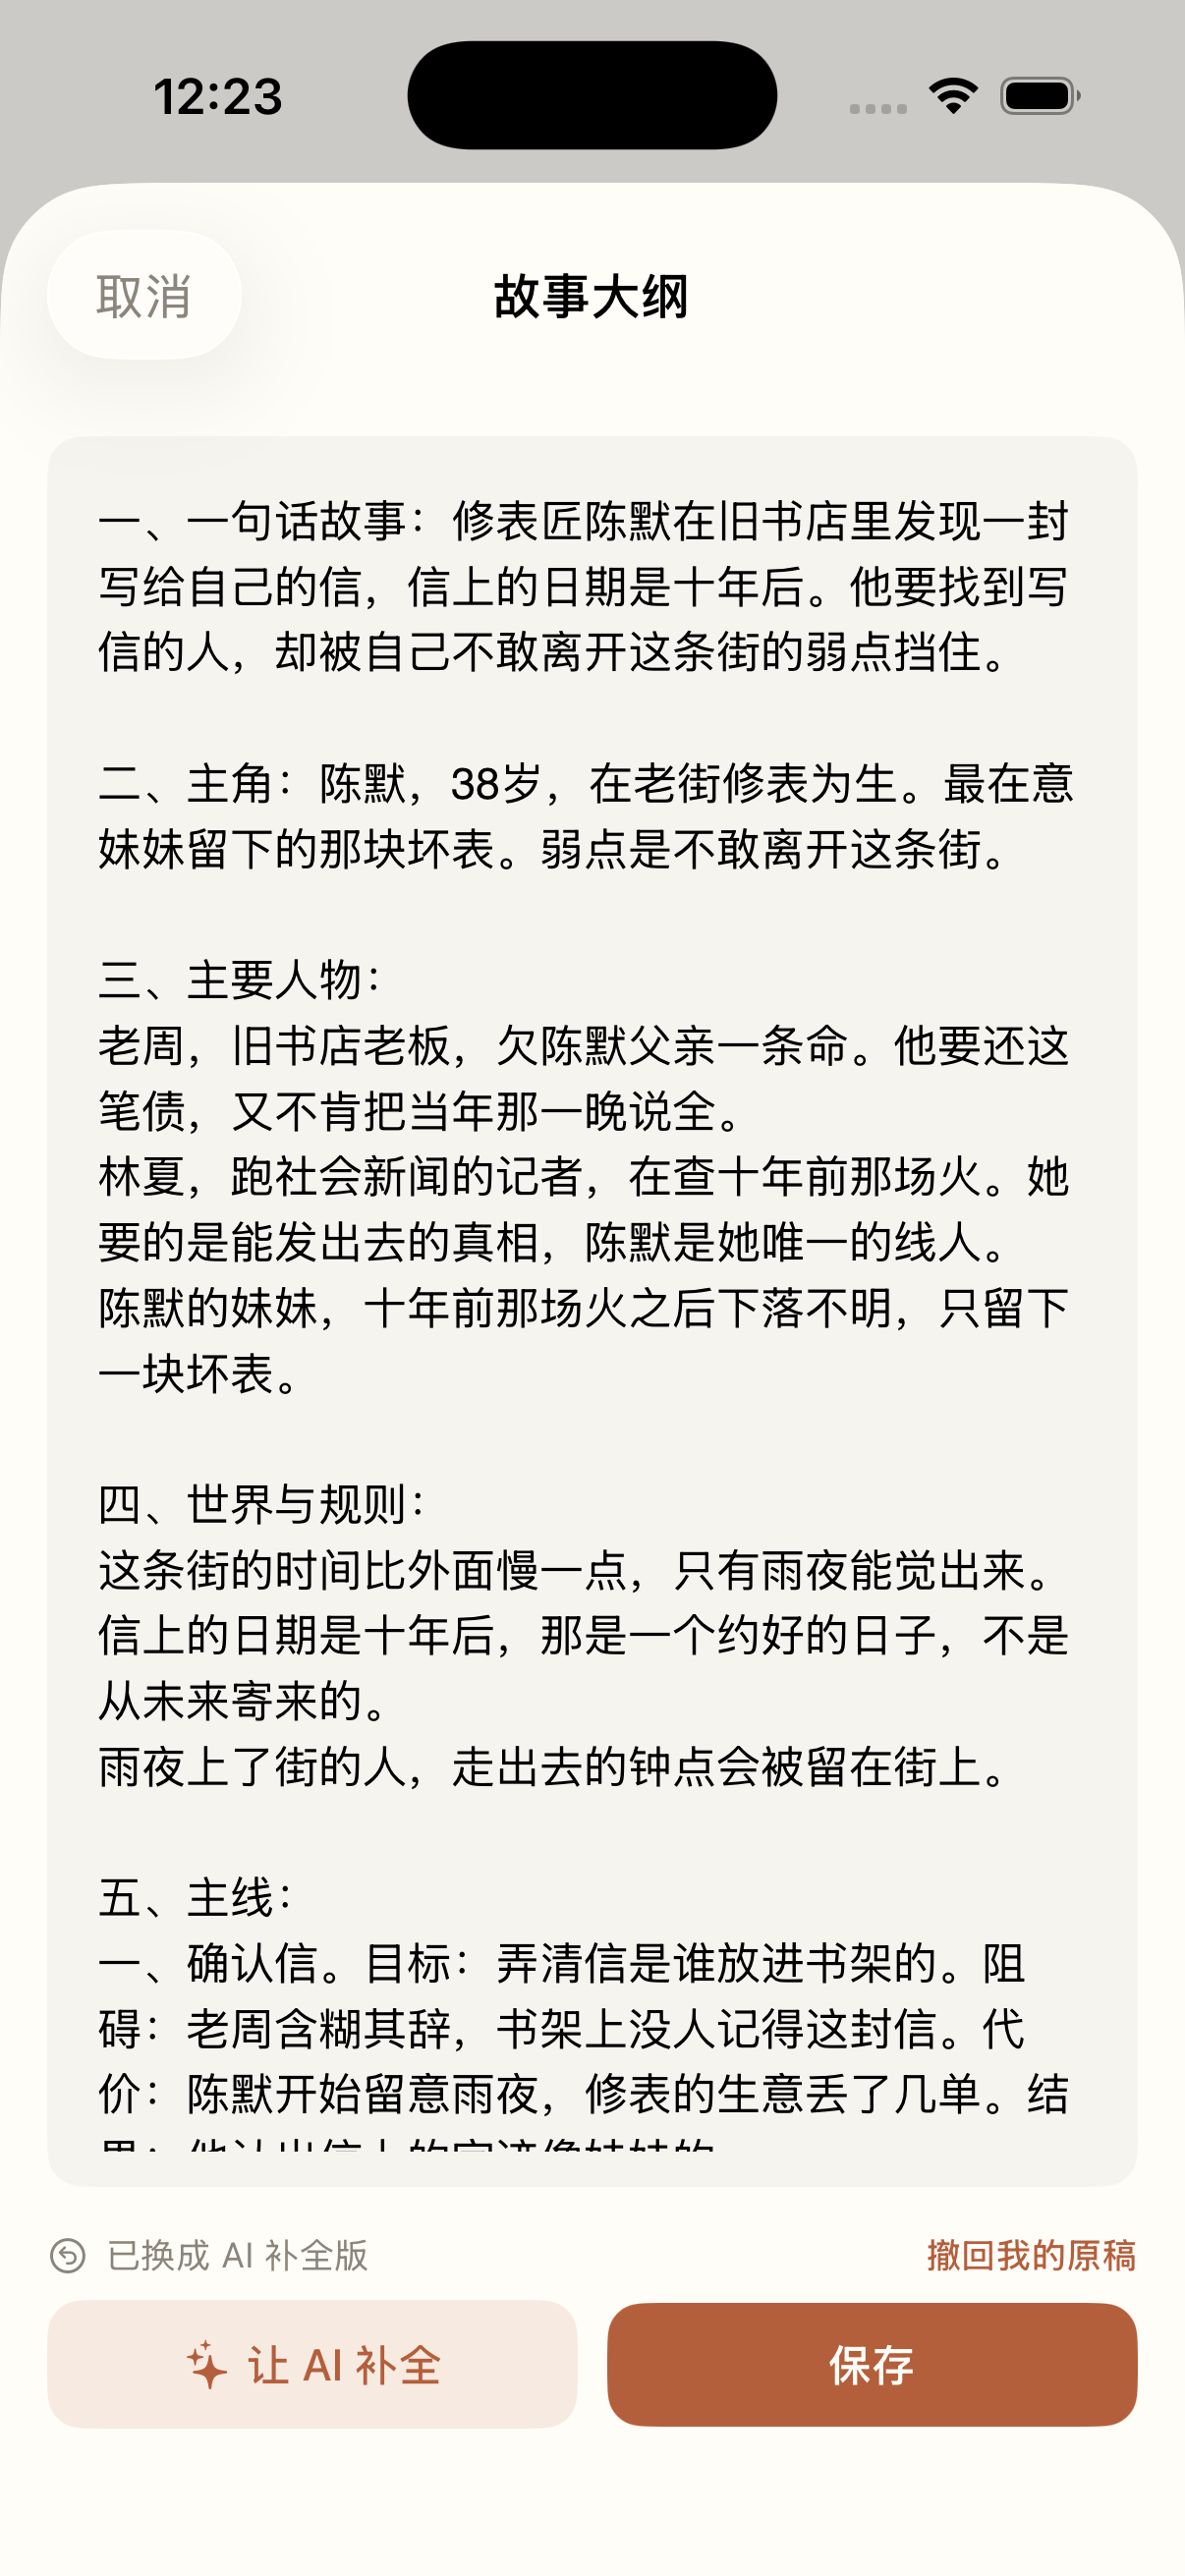 12:23
取消
故事大纲
一、一句话故事：修表匠陈默在旧书店里发现一封
写给自己的信，信上的日期是十年后。他要找到写
信的人，却被自己不敢离开这条街的弱点挡住。
二、主角：陈默，38岁，在老街修表为生。最在意
妹妹留下的那块坏表。弱点是不敢离开这条街。
三、主要人物：
老周，旧书店老板，欠陈默父亲一条命。他要还这
笔债，又不肯把当年那一晚说全。
林夏，跑社会新闻的记者，在查十年前那场火。她
要的是能发出去的真相，陈默是她唯一的线人。
陈默的妹妹，十年前那场火之后下落不明，只留下
一块坏表。
四、世界与规则：
这条街的时间比外面慢一点，只有雨夜能觉出来。
信上的日期是十年后，那是一个约好的日子，不是
从未来寄来的。
雨夜上了街的人，走出去的钟点会被留在街上。
五、主线：
一、确认信。目标：弄清信是谁放进书架的。阻
碍：老周含糊其辞，书架上没人记得这封信。代
价：陈默开始留意雨夜，修表的生意丢了几单。结
已换成 AI 补全版
撤回我的原稿
让 AI 补全
保存